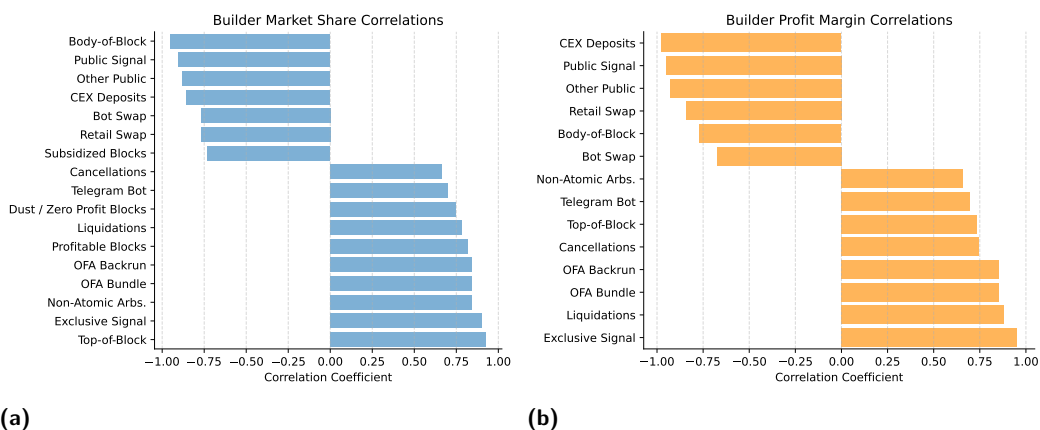 Builder Market Share Correlations
Body-of-Block
Public Signal
Other Public
CEX Deposits
Bot Swap
Retail Swap
Subsidized Blocks
Cancellations
Telegram Bot
Dust / Zero Profit Blocks
Liquidations
Profitable Blocks
OFA Backrun
OFA Bundle
Non-Atomic Arbs.
Exclusive Signal
Top-of-Block
−1.00 −0.75 −0.50 −0.25 0.00 0.25 0.50 0.75 1.00
Correlation Coefficient
(a)
Builder Profit Margin Correlations
CEX Deposits
Public Signal
Other Public
Retail Swap
Body-of-Block
Bot Swap
Non-Atomic Arbs.
Telegram Bot
Top-of-Block
Cancellations
OFA Backrun
OFA Bundle
Liquidations
Exclusive Signal
−1.00 −0.75 −0.50 −0.25 0.00 0.25 0.50 0.75 1.00
Correlation Coefficient
(b)